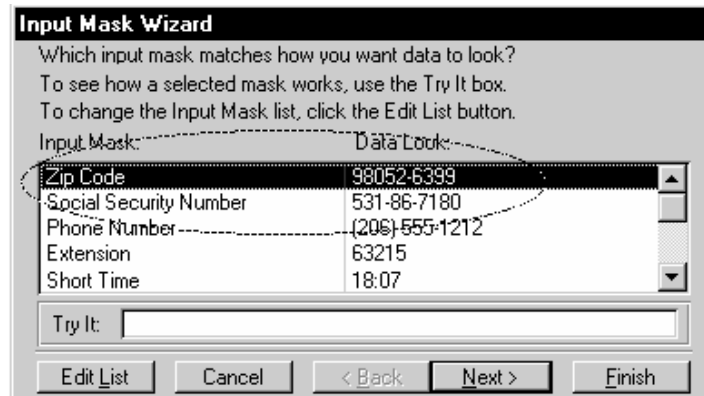 Input Mask Wizard
Which input mask matches how you want data to look?
To see how a selected mask works, use the Try It box.
To change the Input Mask list, click the Edit List button.
Input Mask: Data Look:
Zip Code 98052-6399
Social Security Number 531-86-7180
Phone Number (206) 555-1212
Extension 63215
Short Time 18:07
Try It:
Edit List Cancel < Back Next > Finish